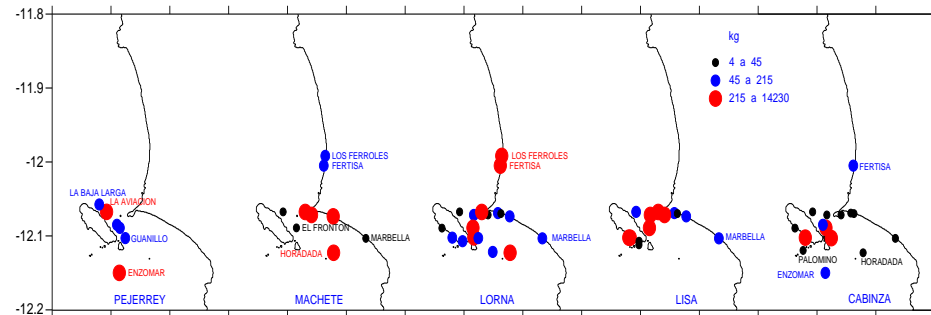 -11.8
kg
4 a 45
-11.9
45 a 215
215 a 14230
-12
LOS FERROLES
LOS FERROLES
FERTISA
FERTISA
FERTISA
LA BAJA LARGA
LA AVIACION
-12.1
GUANILLO
EL FRONTON
MARBELLA
MARBELLA
MARBELLA
HORADADA
PALOMINO
HORADADA
ENZOMAR
ENZOMAR
PEJERREY
MACHETE
LORNA
LISA
CABINZA
-12.2